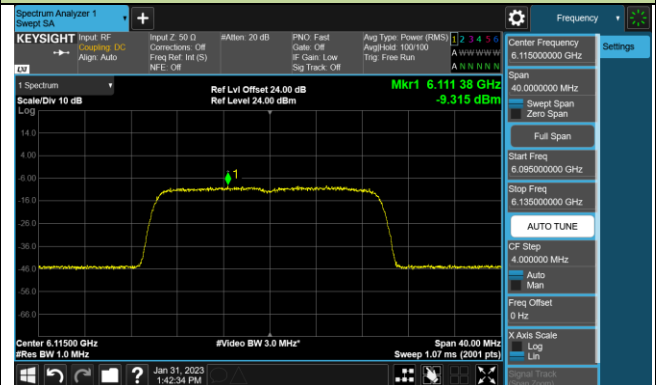 Spectrum Analyzer 1
Swept SA
Frequency
KEYSIGHT
Input: RF
Coupling: DC
Align: Auto
Input Z: 50 Ω
Corrections: Off
Freq Ref: Int (S)
NFE: Off
#Atten: 20 dB
PNO: Fast
Gate: Off
IF Gain: Low
Sig Track: Off
Avg Type: Power (RMS)
Avg|Hold: 100/100
Trig: Free Run
1 2 3 4 5 6
A W W W W W
A N N N N N
LXI
1 Spectrum
Scale/Div 10 dB
Ref Lvl Offset 24.00 dB
Ref Level 24.00 dBm
Mkr1 6.111 38 GHz
-9.315 dBm
Log
14.0
4.00
-6.00
-16.0
-26.0
-36.0
-46.0
-56.0
-66.0
1
Center 6.11500 GHz
#Res BW 1.0 MHz
#Video BW 3.0 MHz*
Span 40.00 MHz
Sweep 1.07 ms (2001 pts)
Center Frequency
6.115000000 GHz
Settings
Span
40.0000000 MHz
Swept Span
Zero Span
Full Span
Start Freq
6.095000000 GHz
Stop Freq
6.135000000 GHz
AUTO TUNE
CF Step
4.000000 MHz
Auto
Man
Freq Offset
0 Hz
X Axis Scale
Log
Lin
Signal Track
(Span Zoom)
?
Jan 31, 2023
1:42:34 PM